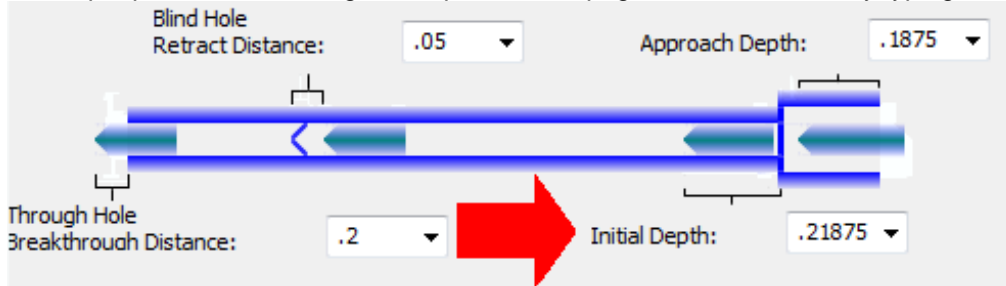 Blind Hole
Retract Distance:
.05
Approach Depth:
.1875
Through Hole
Breakthrough Distance:
.2
Initial Depth:
.21875